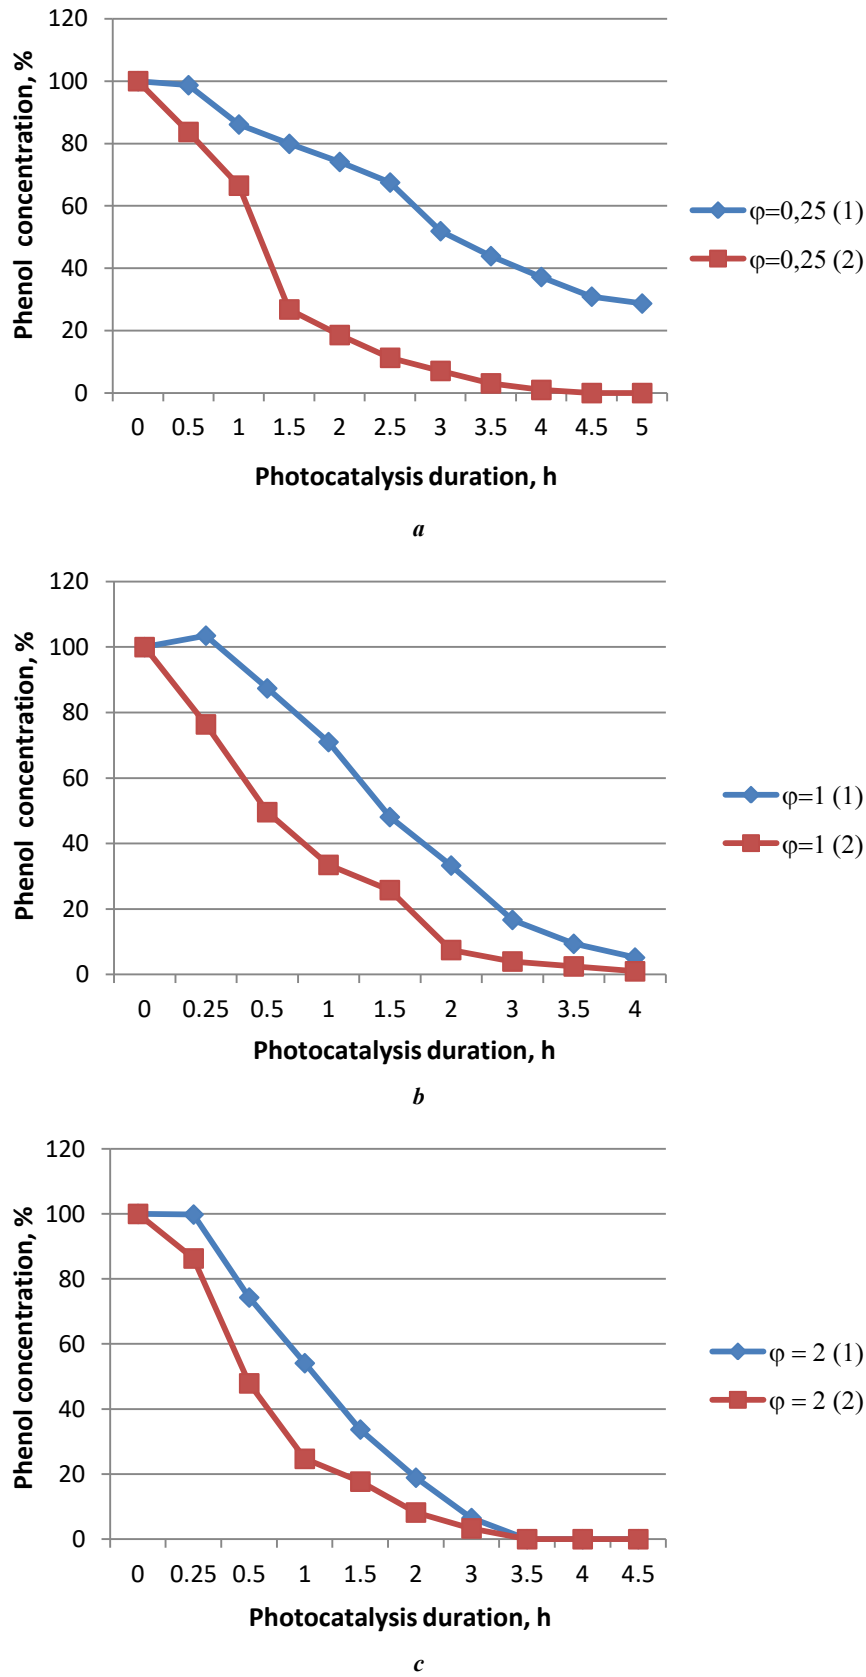 120
100
80
60
40
20
0
Phenol concentration, %
0 0.5 1 1.5 2 2.5 3 3.5 4 4.5 5
Photocatalysis duration, h
φ=0,25 (1)
φ=0,25 (2)
a
120
100
80
60
40
20
0
Phenol concentration, %
0 0.25 0.5 1 1.5 2 3 3.5 4
Photocatalysis duration, h
φ=1 (1)
φ=1 (2)
b
120
100
80
60
40
20
0
Phenol concentration, %
0 0.25 0.5 1 1.5 2 3 3.5 4 4.5
Photocatalysis duration, h
φ = 2 (1)
φ = 2 (2)
c